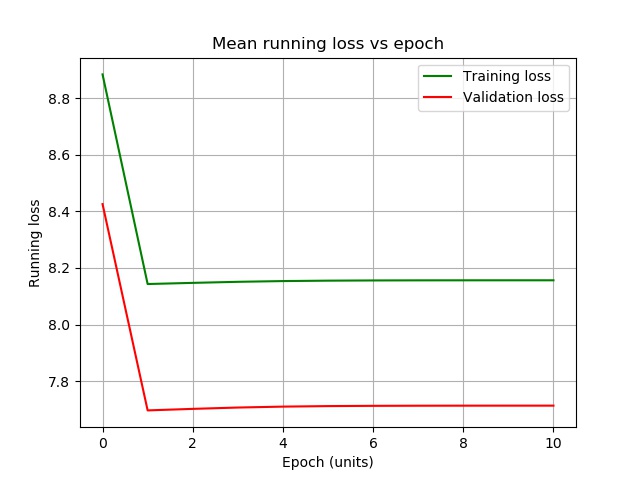 Mean running loss vs epoch
Training loss
Validation loss
8.8
8.6
8.4
8.2
8.0
7.8
Running loss
0 2 4 6 8 10
Epoch (units)